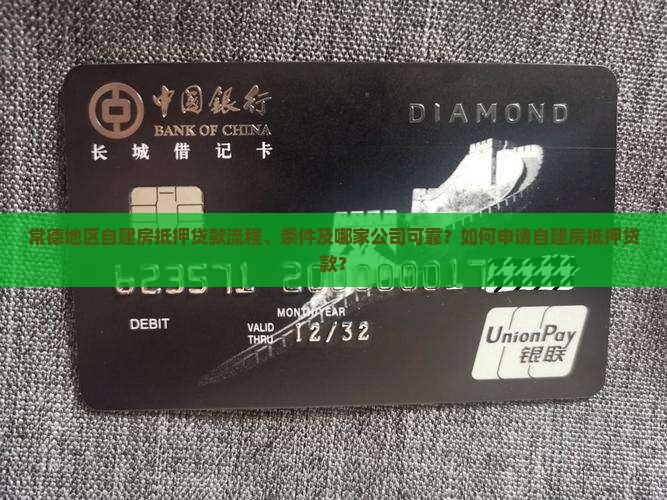 中国銀行
BANK OF CHINA
DIAMOND
长城借记卡
常德地区自建房抵押贷款流程、条件及哪家公司可靠？如何申请自建房抵押贷
款？
DEBIT
MONTH/YEAR
VALID
THRU
12/32
UnionPay
银联